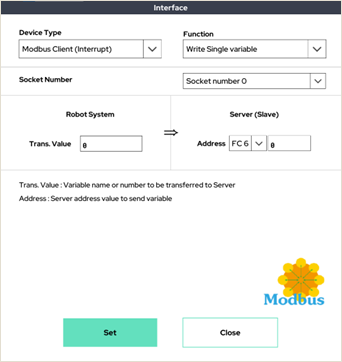 Interface
Device Type
Function
Modbus Client (Interrupt)
Write Single variable
Socket Number
Socket number 0
Robot System
Server (Slave)
Trans. Value
0
⇒
Address
FC 6
0
Trans. Value : Variable name or number to be transferred to Server
Address : Server address value to send variable
Modbus
Set
Close